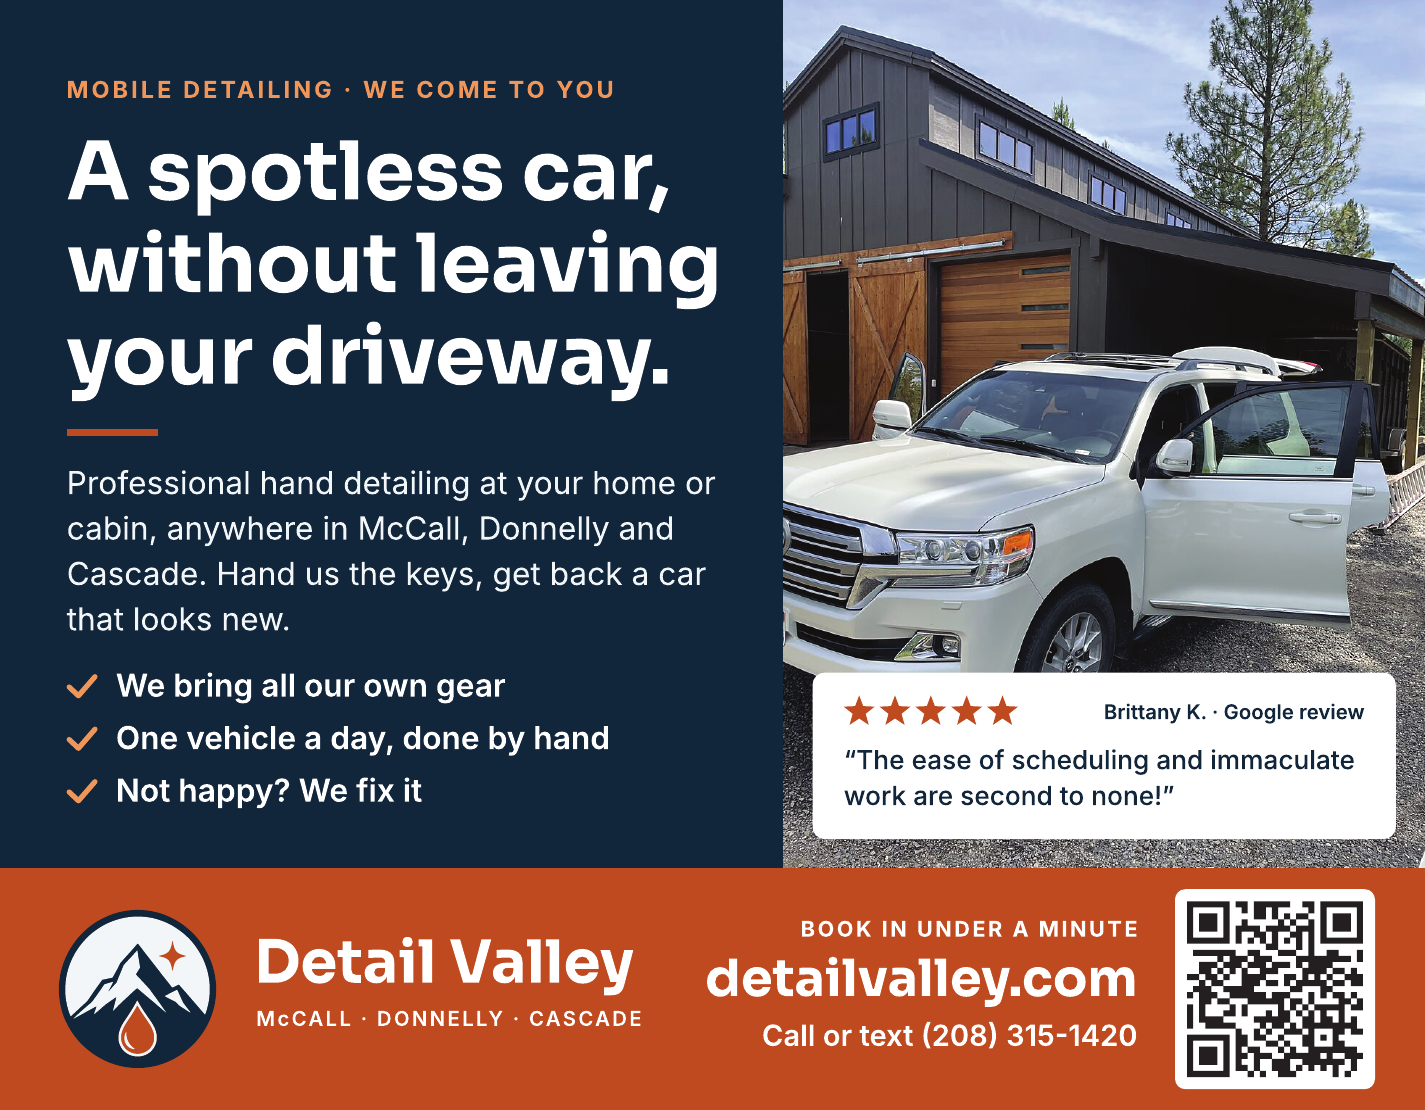 MOBILE DETAILING · WE COME TO YOU
A spotless car,
without leaving
your driveway.
Professional hand detailing at your home or
cabin, anywhere in McCall, Donnelly and
Cascade. Hand us the keys, get back a car
that looks new.
We bring all our own gear
One vehicle a day, done by hand
Not happy? We fix it
Brittany K. · Google review
“The ease of scheduling and immaculate
work are second to none!”
Detail Valley
McCALL · DONNELLY · CASCADE
BOOK IN UNDER A MINUTE
detailvalley.com
Call or text (208) 315-1420